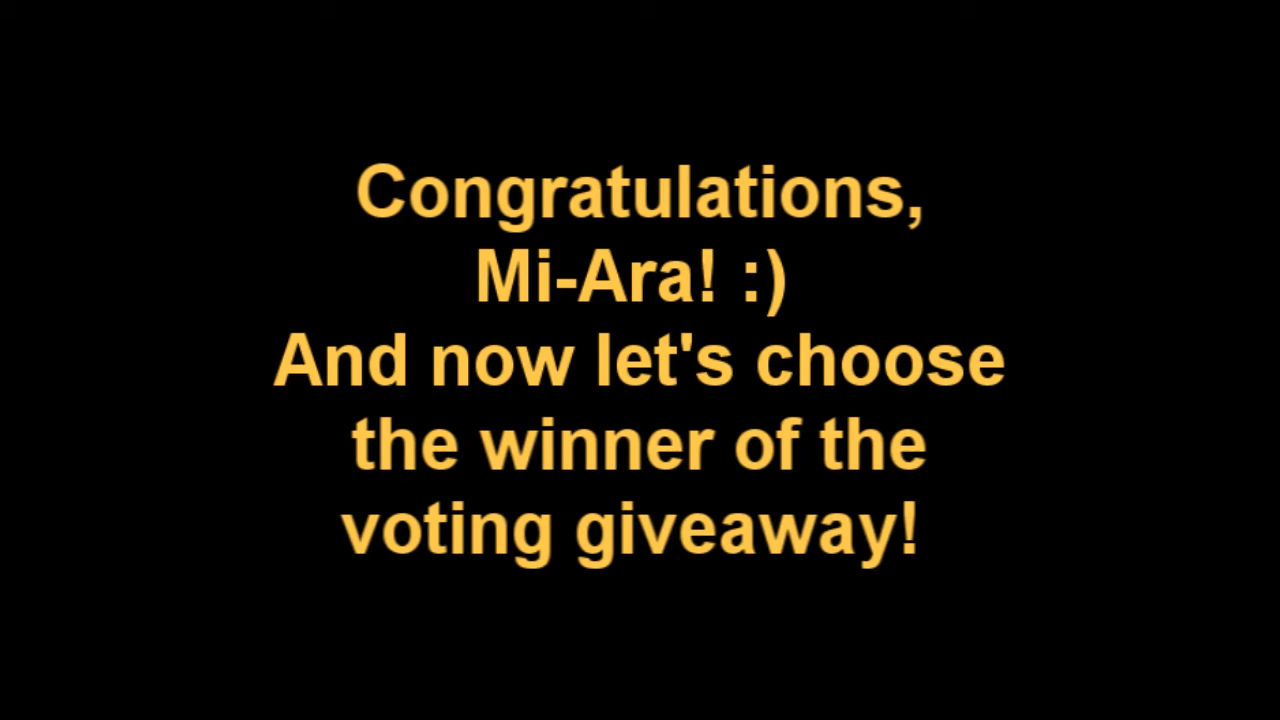 Congratulations,
Mi-Ara! :)
And now let's choose
the winner of the
voting giveaway!